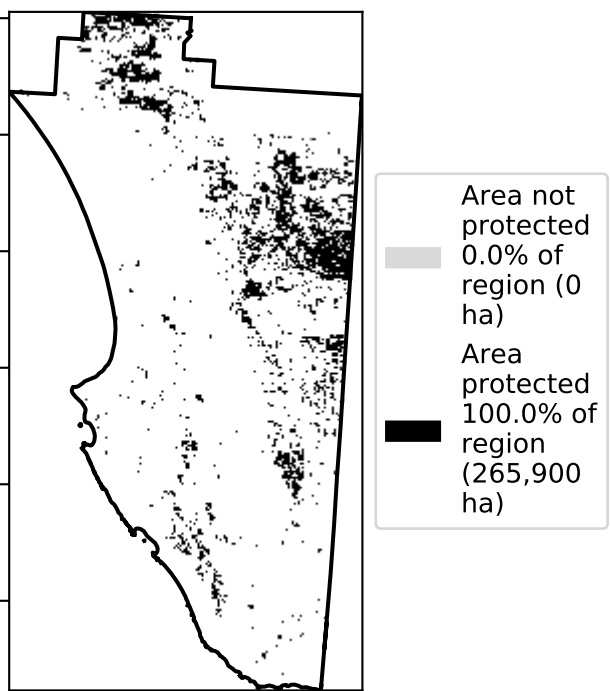 Area not
protected
0.0% of
region (0
ha)
Area
protected
100.0% of
region
(265,900
ha)